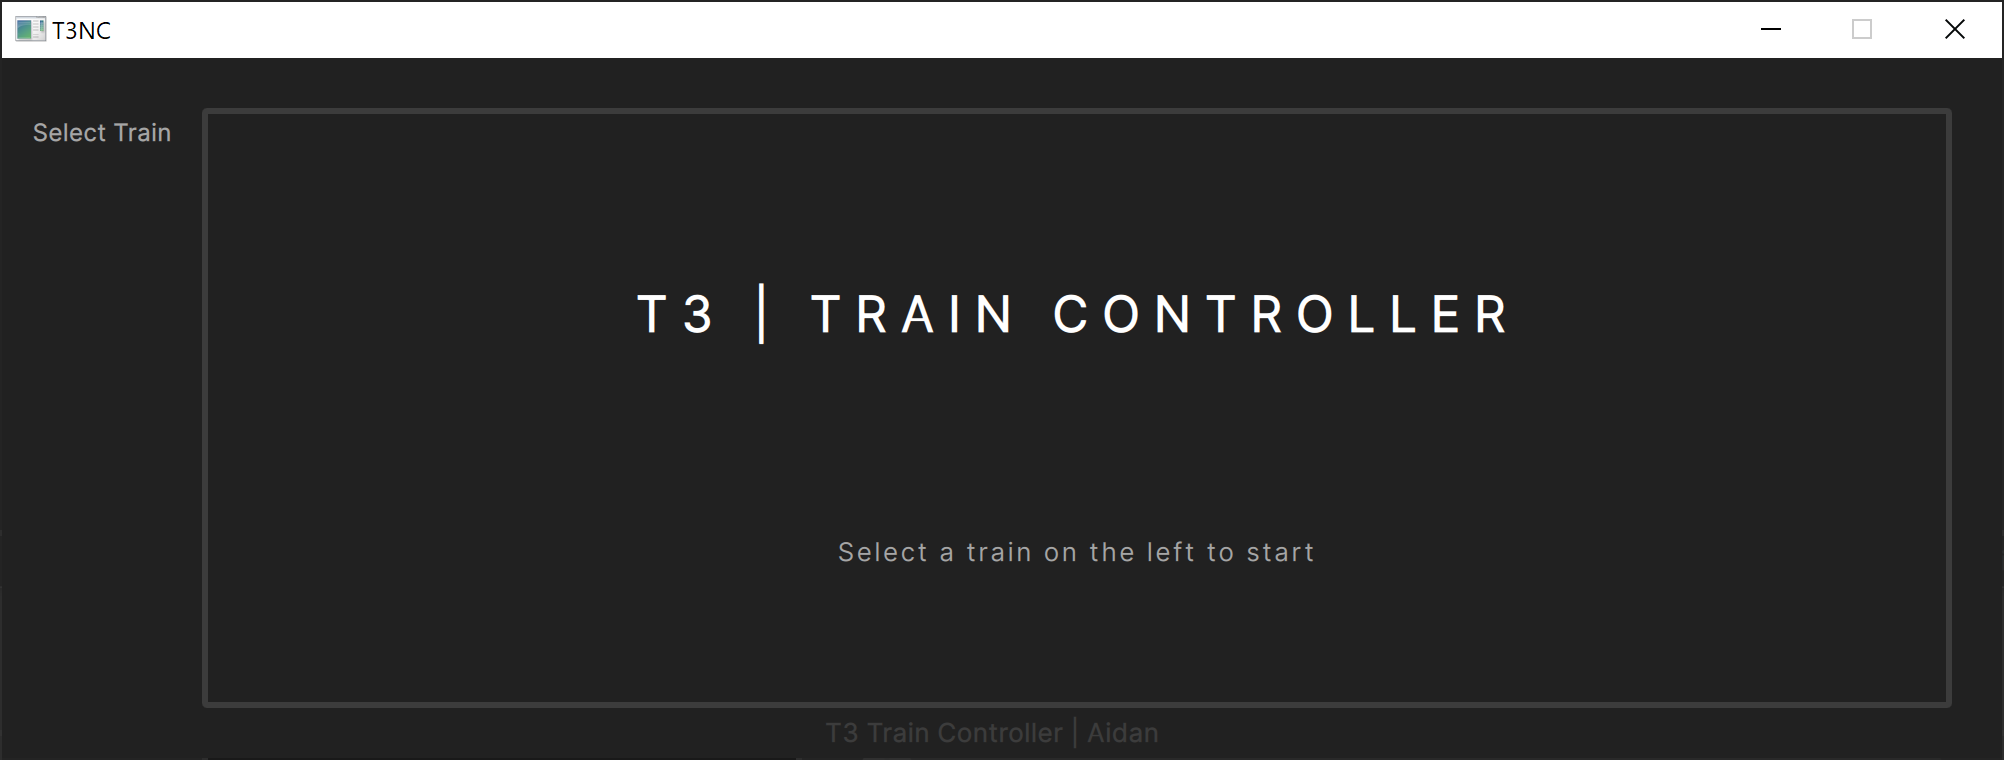 T3NC
Select Train
T3 | TRAIN CONTROLLER
Select a train on the left to start
T3 Train Controller | Aidan